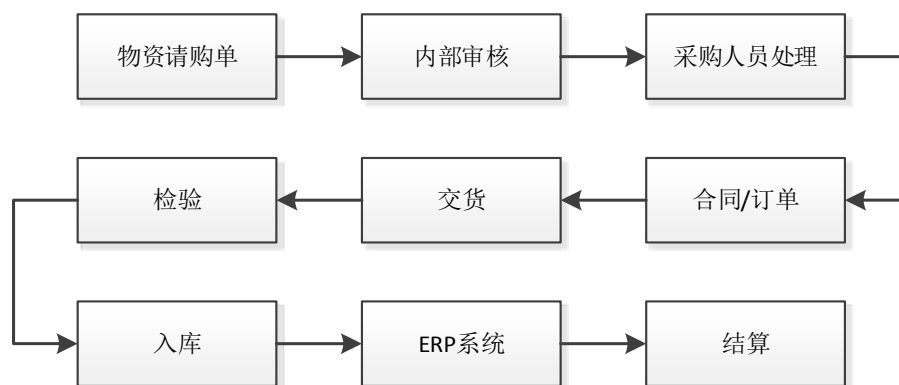 物资请购单
内部审核
采购人员处理
检验
交货
合同/订单
入库
ERP系统
结算